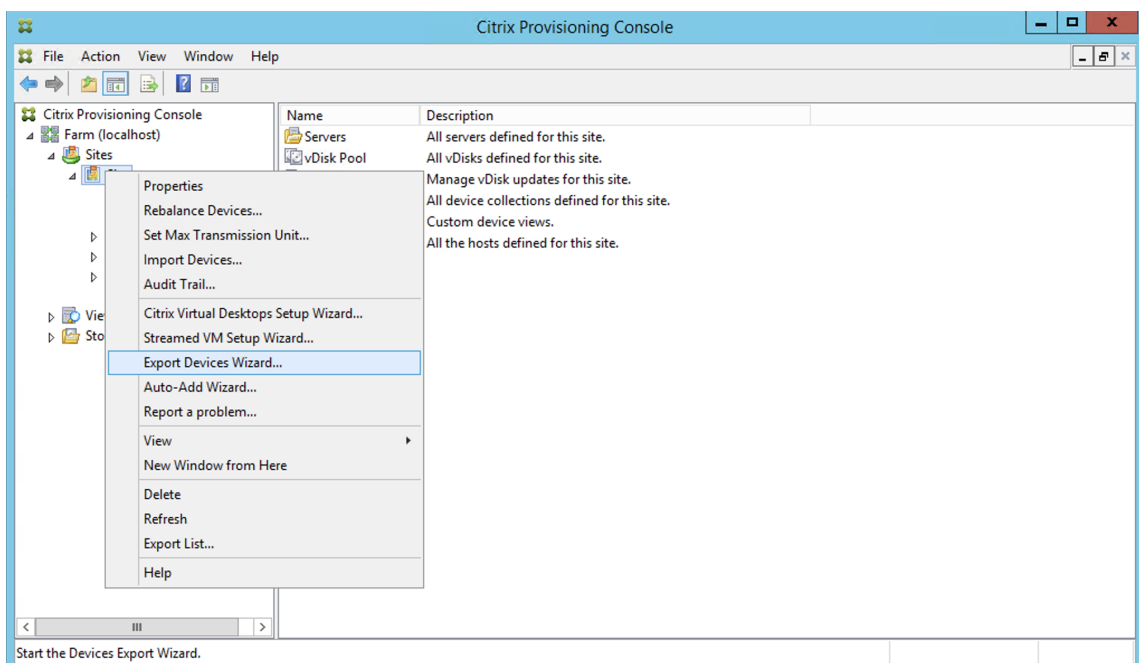 Citrix Provisioning Console
File Action View Window Help
Citrix Provisioning Console
Farm (localhost)
Sites
Vie
Sto
Name Description
Servers All servers defined for this site.
vDisk Pool All vDisks defined for this site.
Manage vDisk updates for this site.
All device collections defined for this site.
Custom device views.
All the hosts defined for this site.
Properties
Rebalance Devices...
Set Max Transmission Unit...
Import Devices...
Audit Trail...
Citrix Virtual Desktops Setup Wizard...
Streamed VM Setup Wizard...
Export Devices Wizard...
Auto-Add Wizard...
Report a problem...
View
New Window from Here
Delete
Refresh
Export List...
Help
Start the Devices Export Wizard.